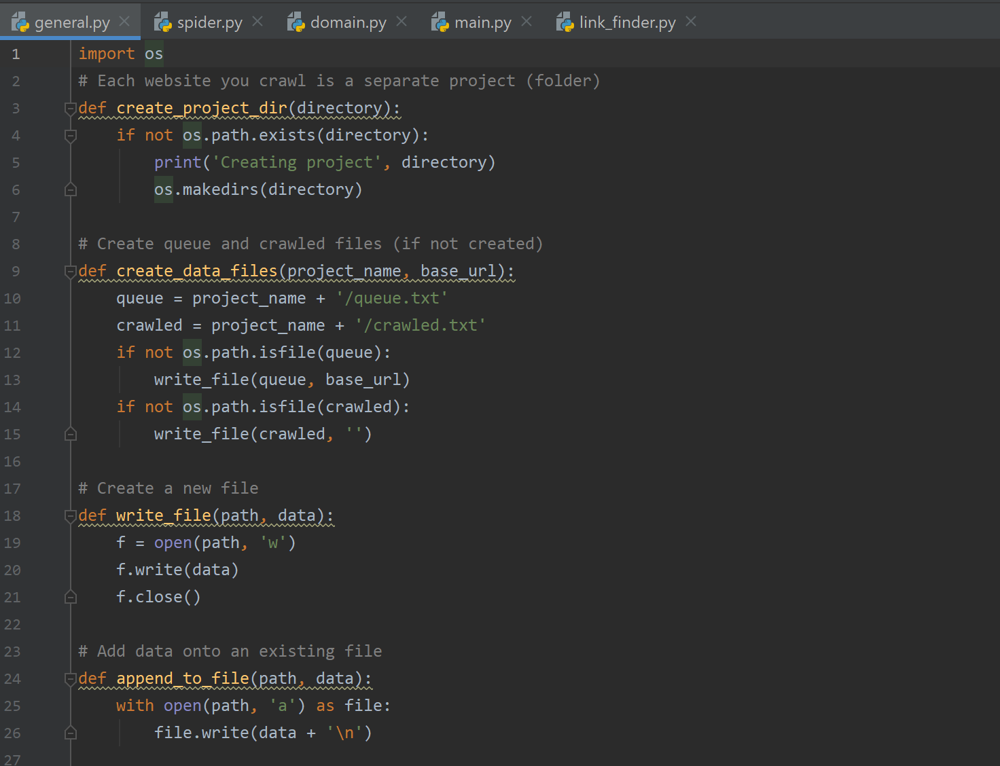 general.py spider.py domain.py main.py link_finder.py
1 import os
2 # Each website you crawl is a separate project (folder)
3 def create_project_dir(directory):
4     if not os.path.exists(directory):
5         print('Creating project', directory)
6         os.makedirs(directory)
7
8 # Create queue and crawled files (if not created)
9 def create_data_files(project_name, base_url):
10     queue = project_name + '/queue.txt'
11     crawled = project_name + '/crawled.txt'
12     if not os.path.isfile(queue):
13         write_file(queue, base_url)
14     if not os.path.isfile(crawled):
15         write_file(crawled, '')
16
17 # Create a new file
18 def write_file(path, data):
19     f = open(path, 'w')
20     f.write(data)
21     f.close()
22
23 # Add data onto an existing file
24 def append_to_file(path, data):
25     with open(path, 'a') as file:
26         file.write(data + '\n')
27